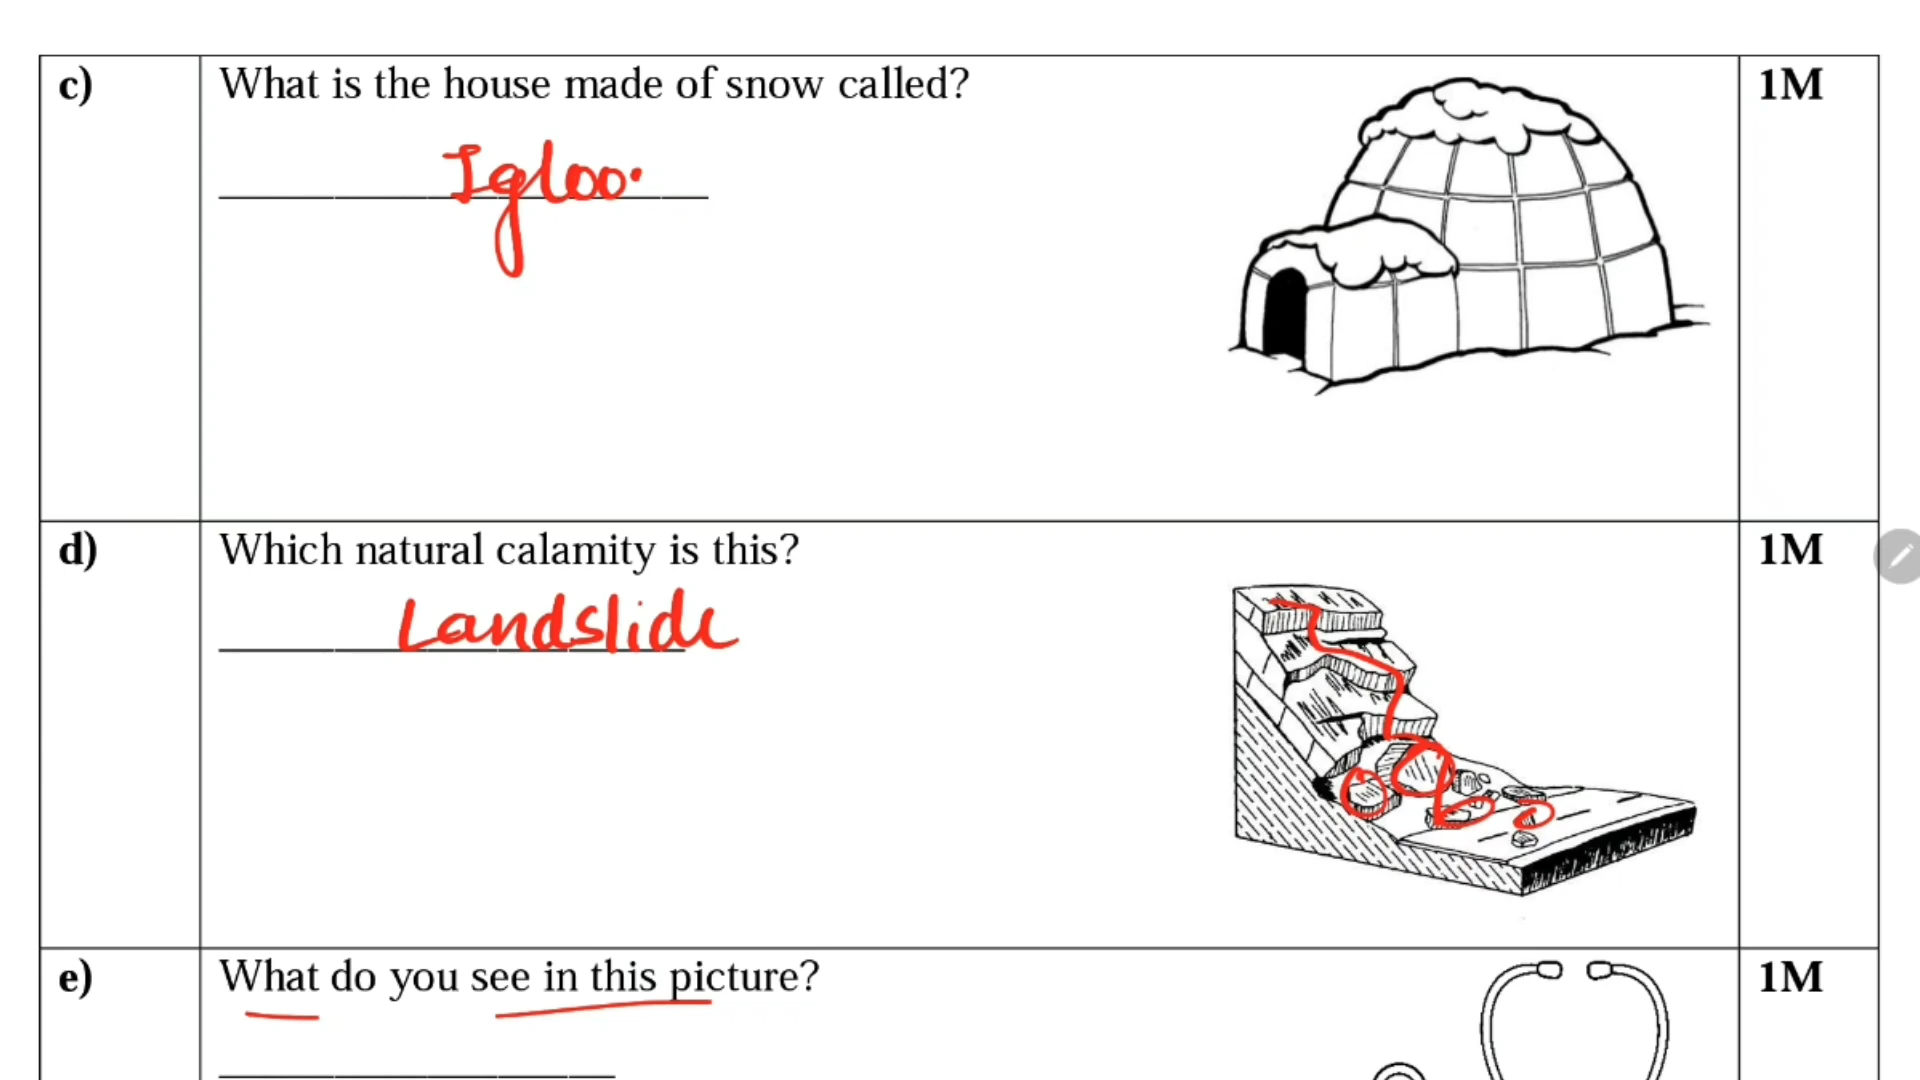 c) What is the house made of snow called? 1M
Igloo.
d) Which natural calamity is this? 1M
Landslide
e) What do you see in this picture? 1M